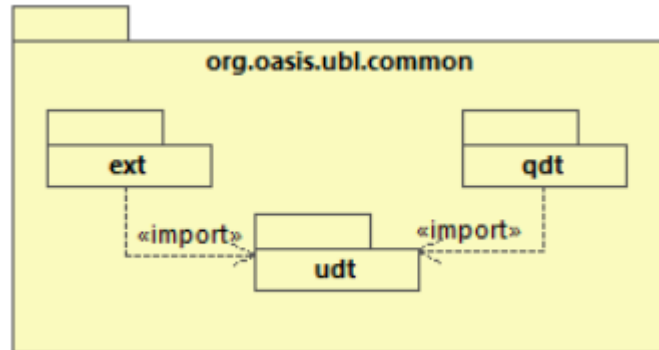 org.oasis.ubl.common
ext
qdt
«import»
«import»
udt